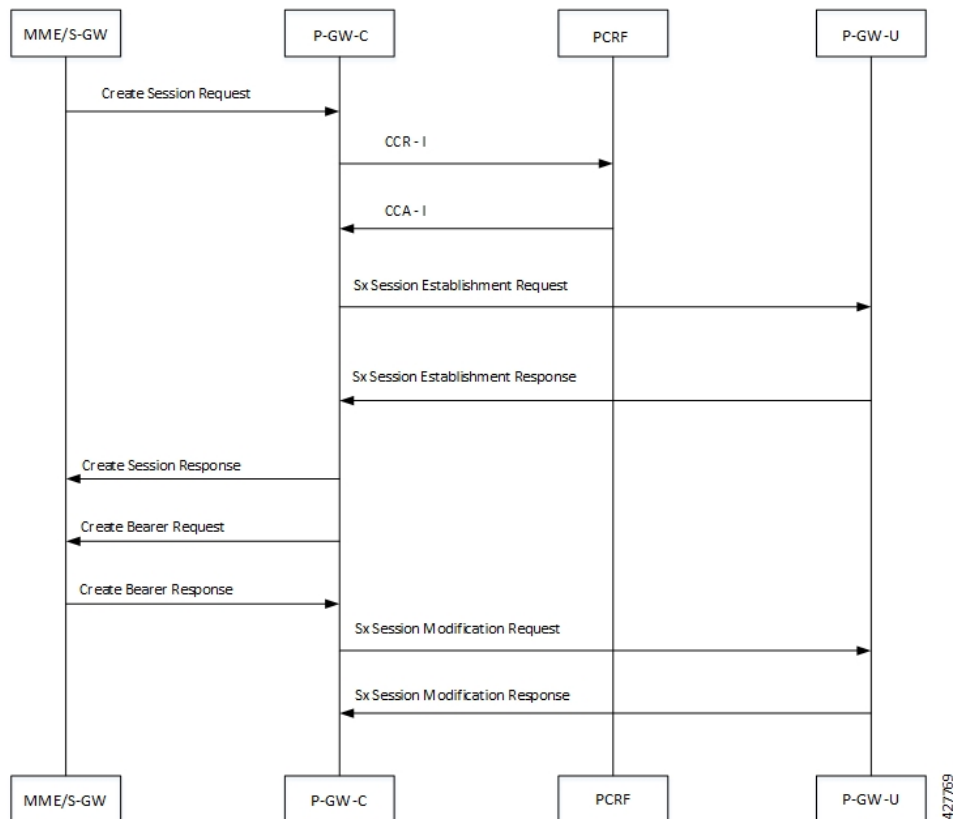 MME/S-GW
P-GW-C
PCRF
P-GW-U
Create Session Request
CCR - I
CCA - I
Sx Session Establishment Request
Sx Session Establishment Response
Create Session Response
Create Bearer Request
Create Bearer Response
Sx Session Modification Request
Sx Session Modification Response
MME/S-GW
P-GW-C
PCRF
P-GW-U
427769